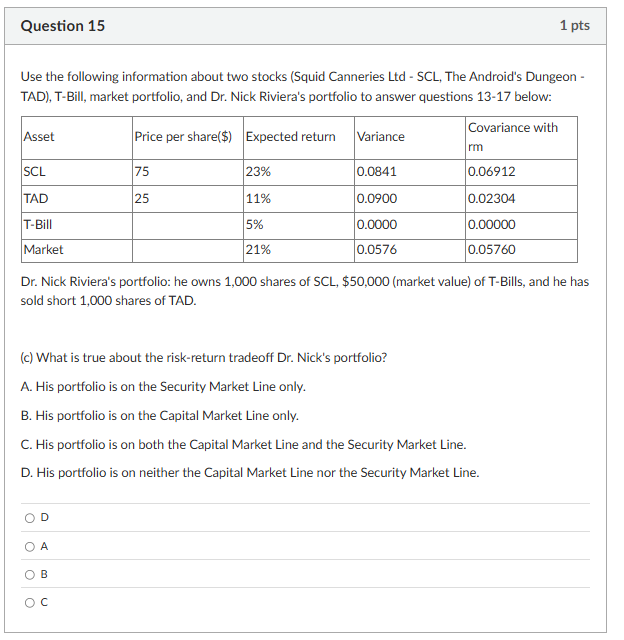 Question 15 1 pts
Use the following information about two stocks (Squid Canneries Ltd - SCL, The Android's Dungeon -
TAD), T-Bill, market portfolio, and Dr. Nick Riviera's portfolio to answer questions 13-17 below:
Asset Price per share($) Expected return Variance Covariance with
rm
SCL 75 23% 0.0841 0.06912
TAD 25 11% 0.0900 0.02304
T-Bill 5% 0.0000 0.00000
Market 21% 0.0576 0.05760
Dr. Nick Riviera's portfolio: he owns 1,000 shares of SCL, $50,000 (market value) of T-Bills, and he has
sold short 1,000 shares of TAD.
(c) What is true about the risk-return tradeoff Dr. Nick's portfolio?
A. His portfolio is on the Security Market Line only.
B. His portfolio is on the Capital Market Line only.
C. His portfolio is on both the Capital Market Line and the Security Market Line.
D. His portfolio is on neither the Capital Market Line nor the Security Market Line.
D
A
B
C